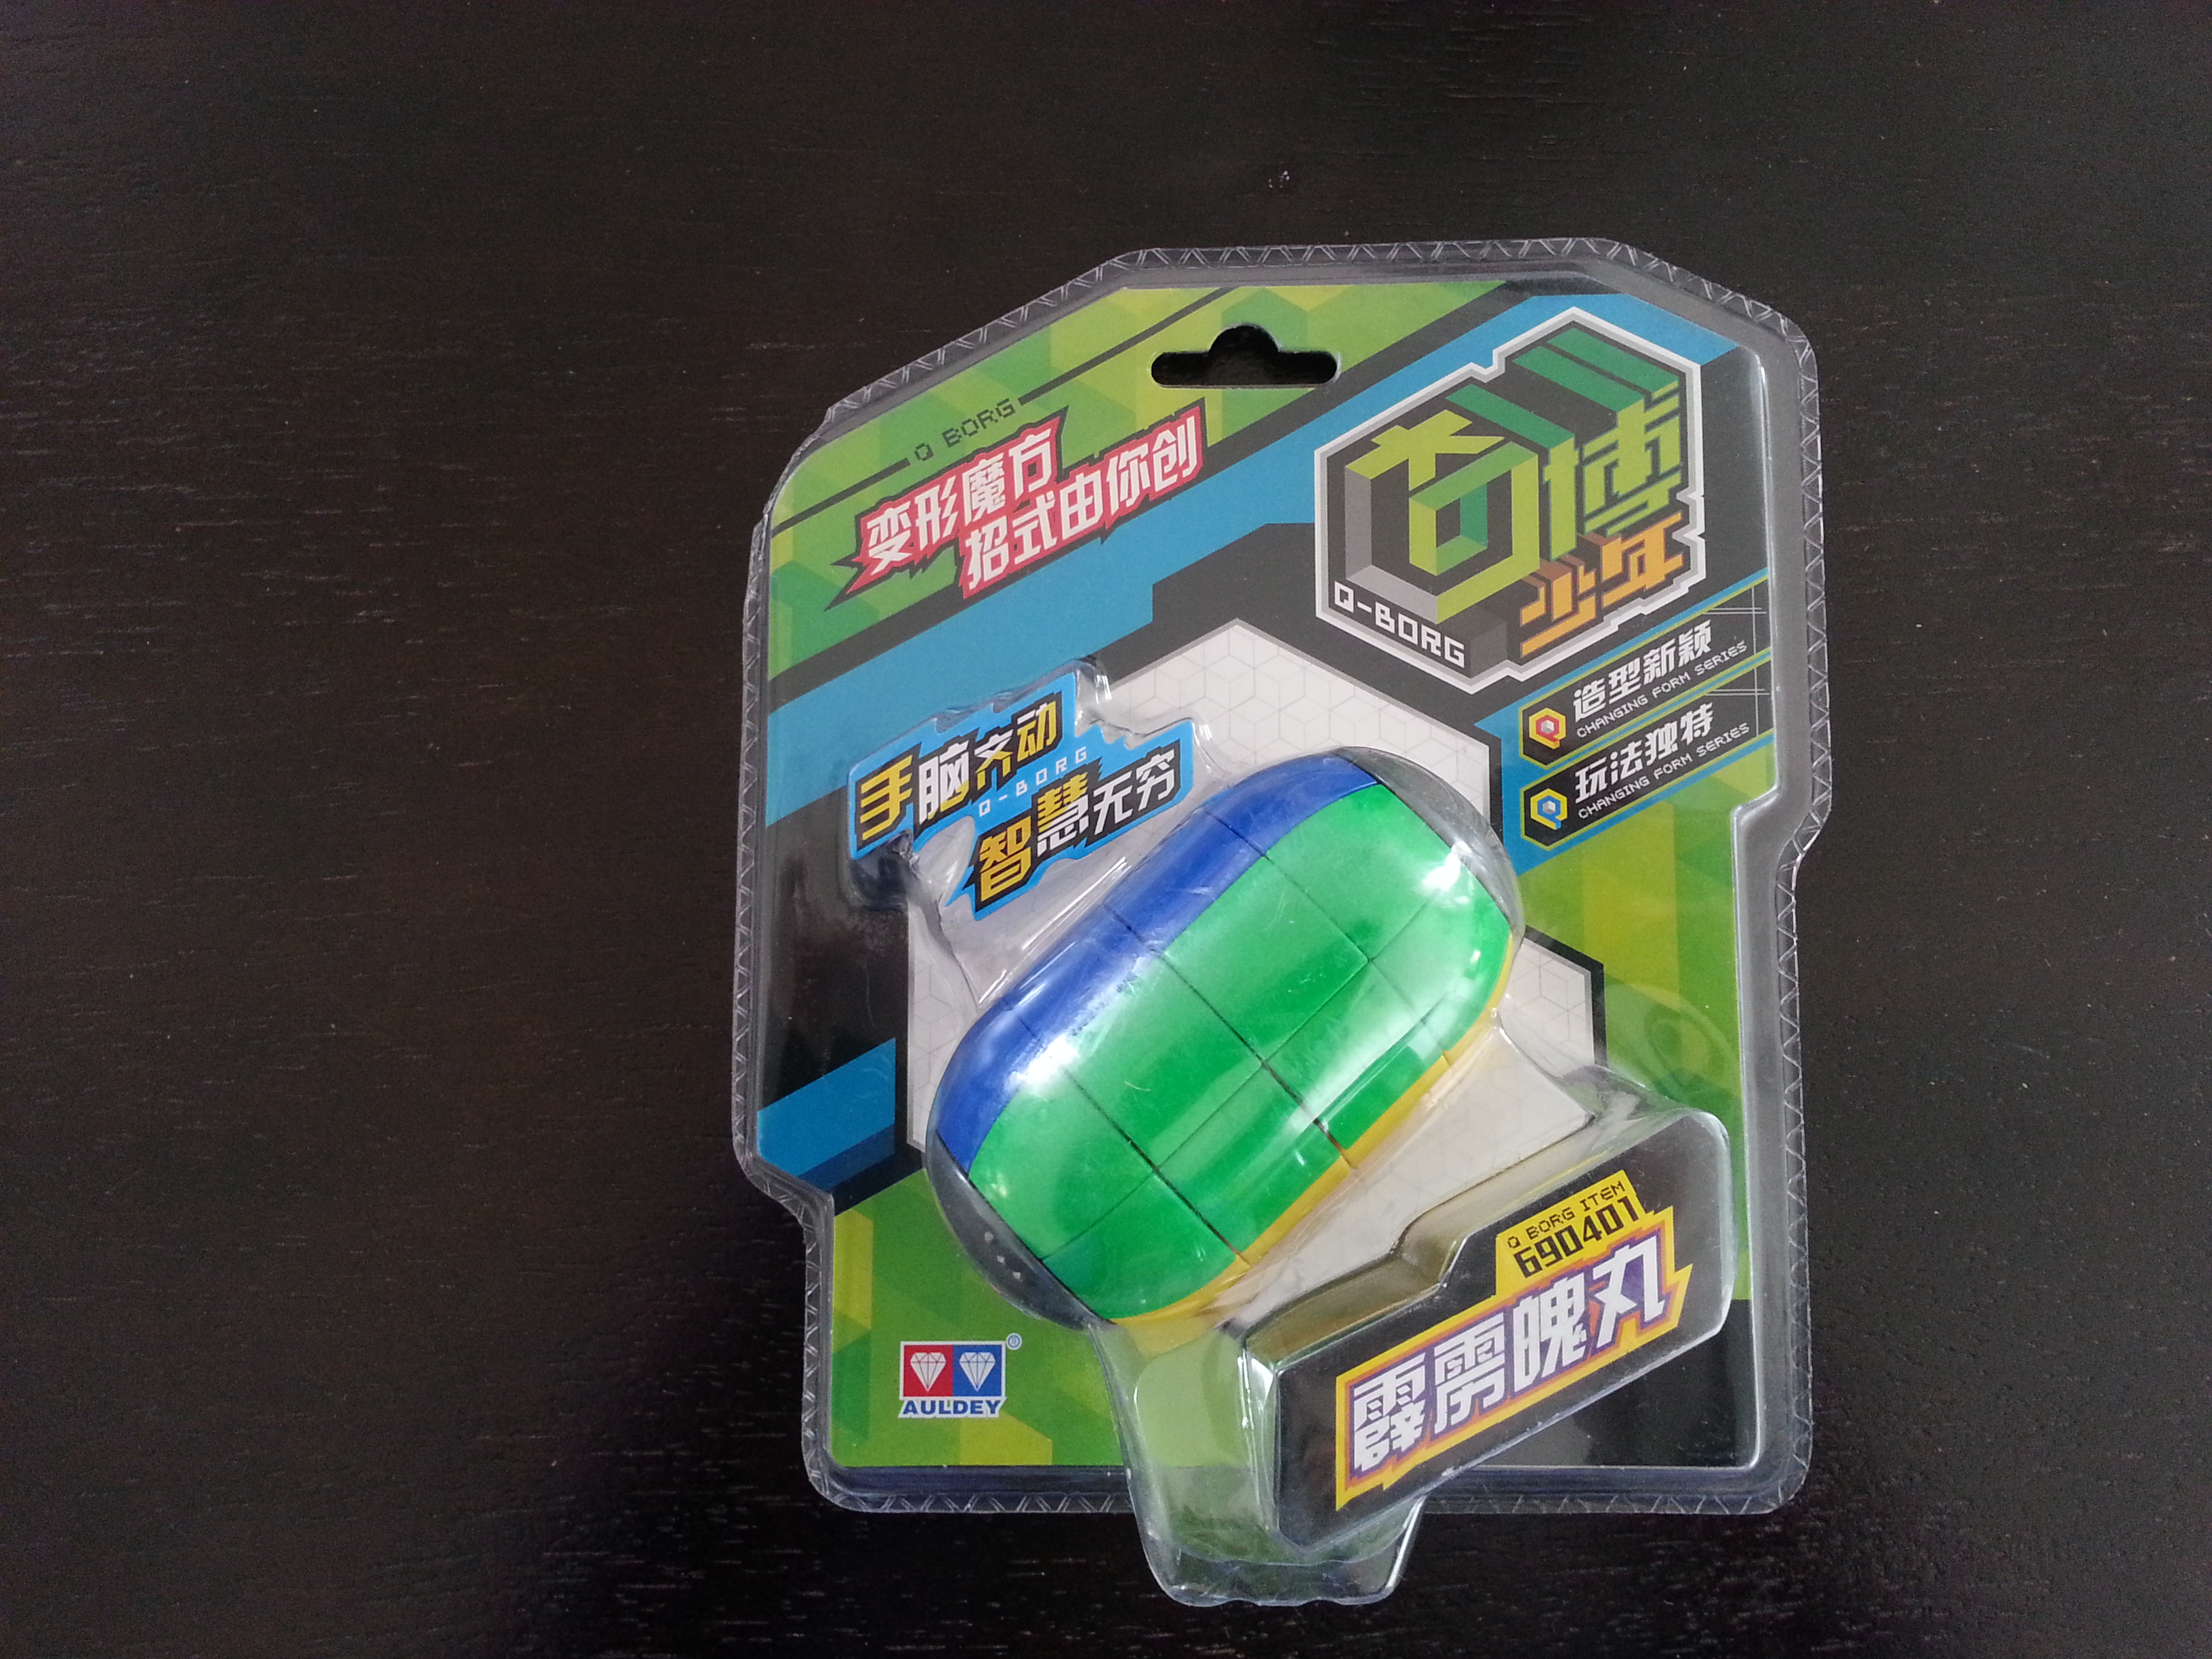 Q BORG
变形魔方
招式由你创
奇博
少年
Q-BORG
造型新颖
CHANGING FORM SERIES
玩法独特
CHANGING FORM SERIES
手脑齐动
Q-BORG
智慧无穷
Q BORG ITEM
690401
霹雳魄丸
AULDEY®